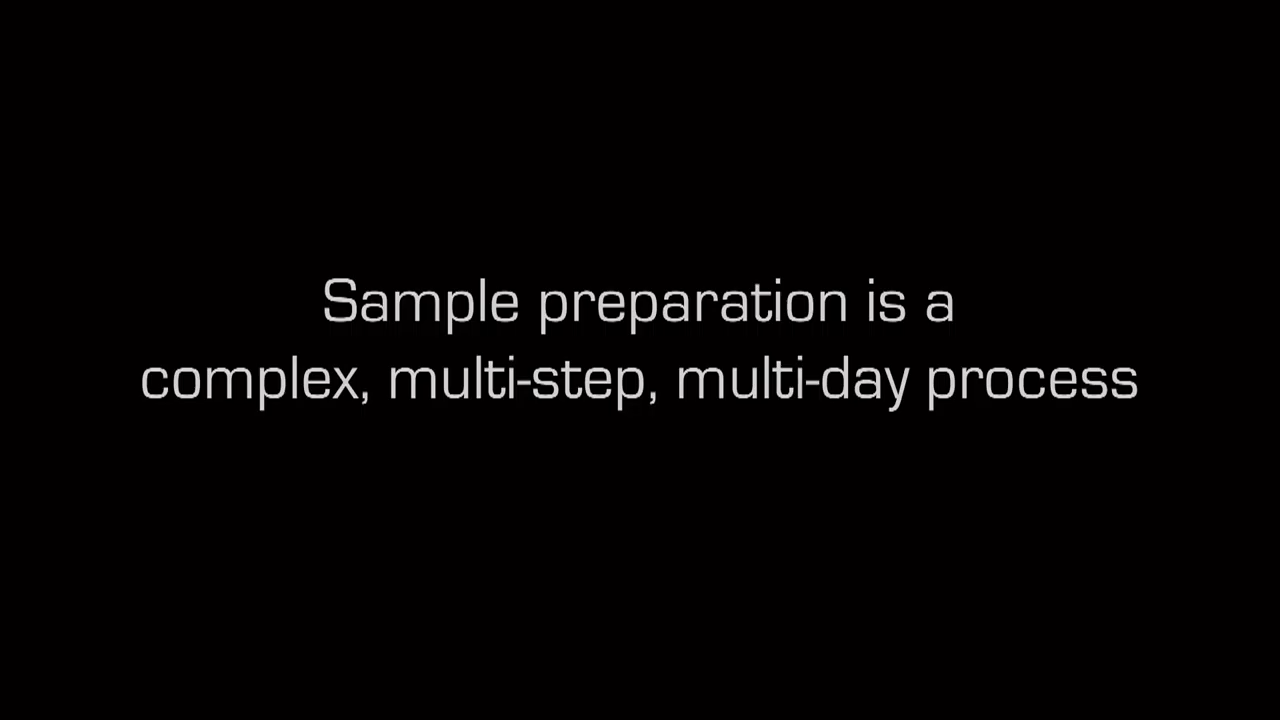 Sample preparation is a
complex, multi-step, multi-day process